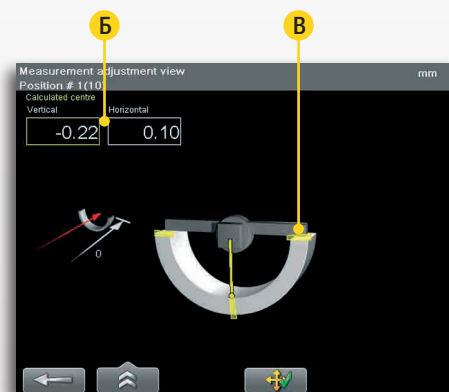 Б
В
Measurement adjustment view
mm
Position # 1(10)
Calculated centre
Vertical
Horizontal
-0.22
0.10
0